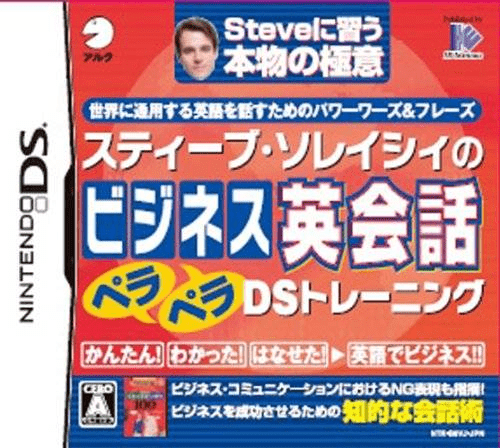 アルク
Steveに習う
本物の極意
Published by
世界に通用する英語を話すためのパワーワーズ&フレーズ
スティーブ・ソレイシィの
ビジネス英会話
ペラペラDSトレーニング
NINTENDO DS
かんたん! わかった! はなせた! 英語でビジネス!!
CERO
A
100
ビジネス・コミュニケーションにおけるNG表現も指摘!
ビジネスを成功させるための知的な会話術